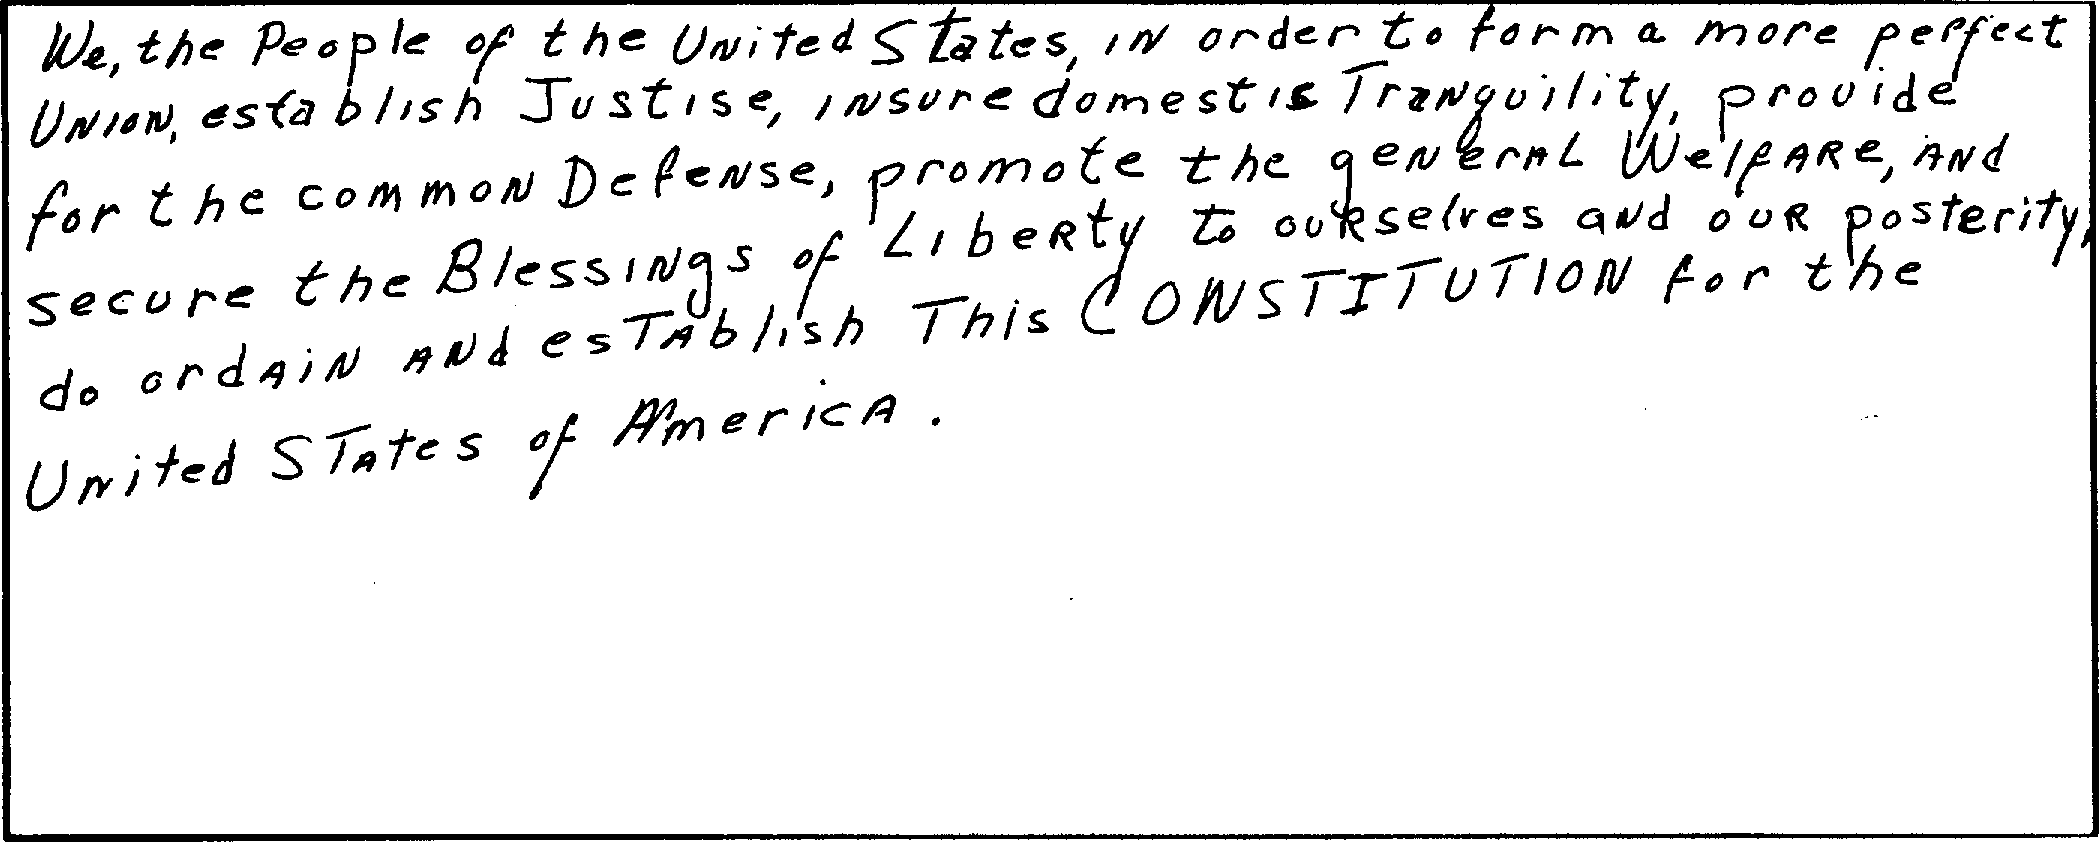 We, the People of the United States, in order to form a more perfect
Union, establish Justise, insure domestic Tranquility, provide
for the common Defense, promote the general Welfare, and
secure the Blessings of Liberty to ourselves and our posterity,
do ordain and establish This CONSTITUTION for the
United States of America.